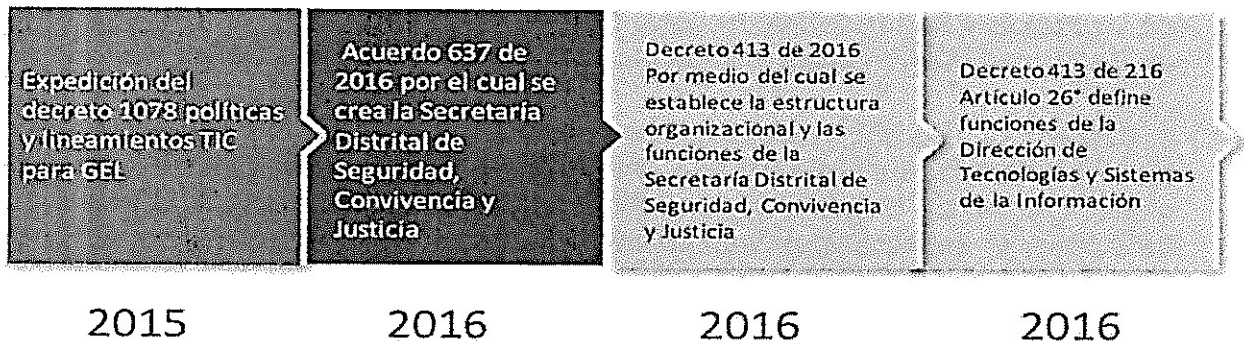 Expedición del
decreto 1078 políticas
y lineamientos TIC
para GEL
Acuerdo 637 de
2016 por el cual se
crea la Secretaría
Distrital de
Seguridad,
Convivencia y
Justicia
Decreto 413 de 2016
Por medio del cual se
establece la estructura
organizacional y las
funciones de la
Secretaría Distrital de
Seguridad, Convivencia
y Justicia
Decreto 413 de 216
Artículo 26° define
funciones de la
Dirección de
Tecnologías y Sistemas
de la Información
2015
2016
2016
2016